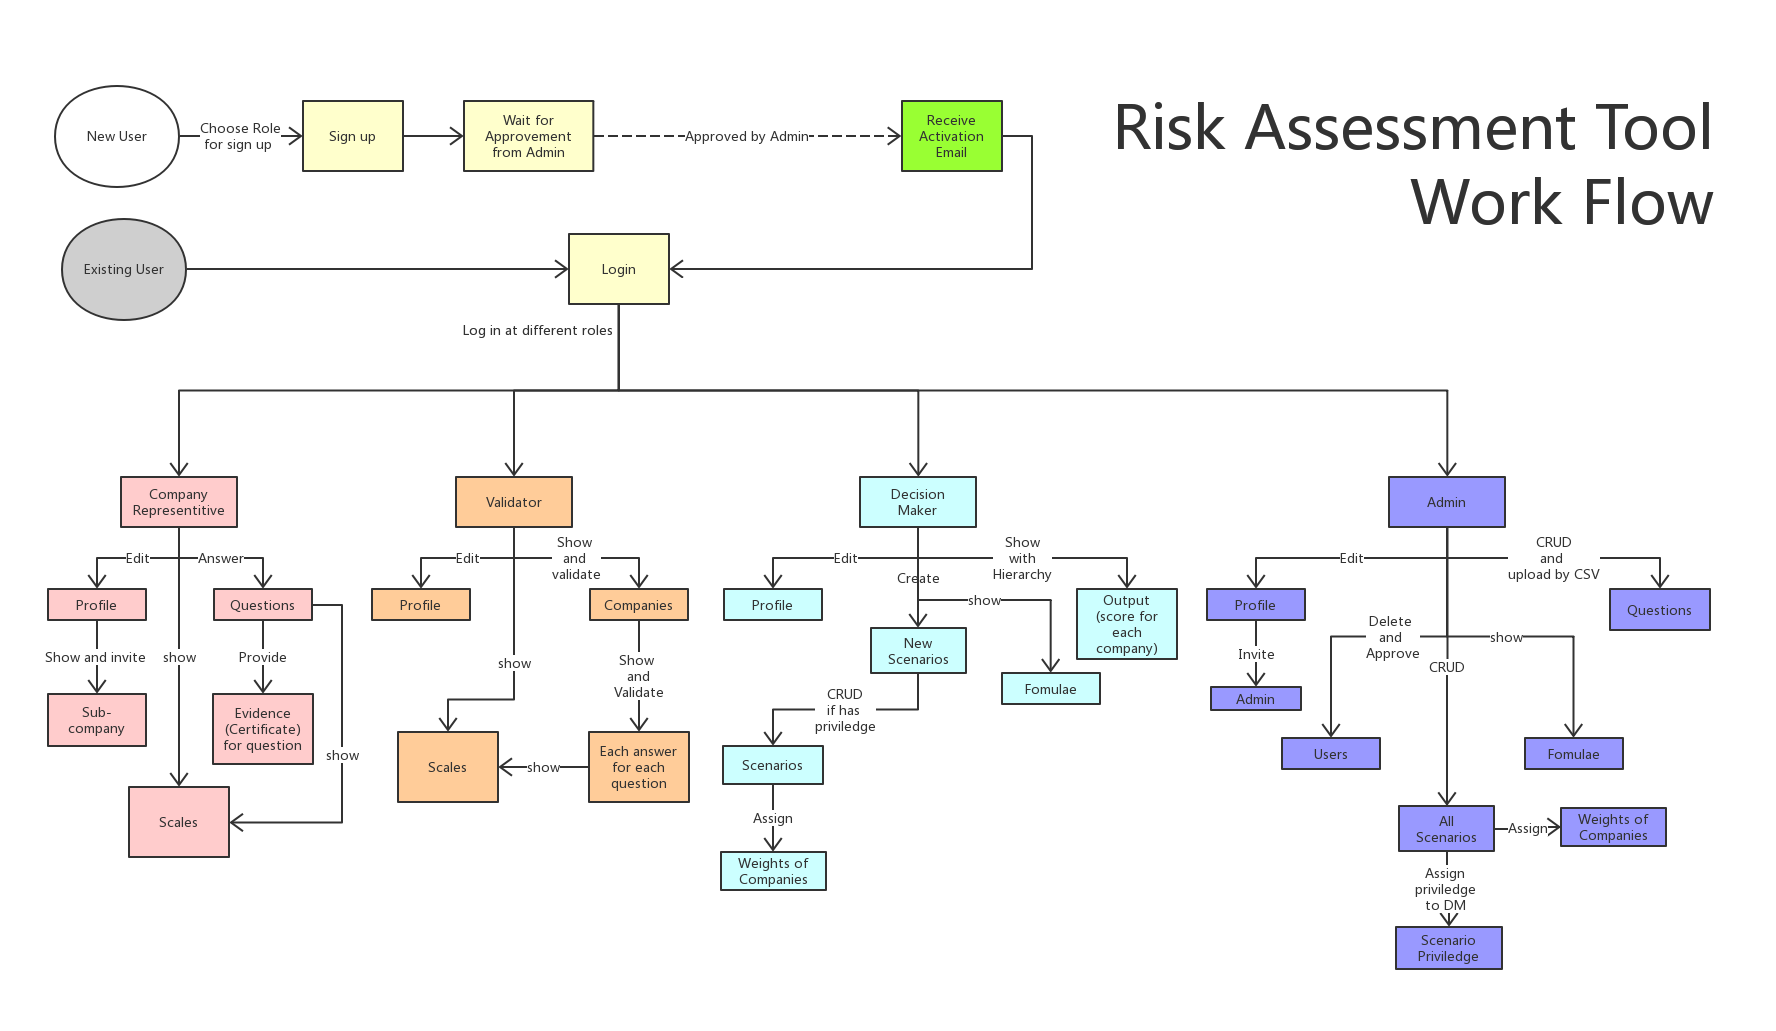 Risk Assessment Tool
Work Flow
New User
Choose Role
for sign up
Sign up
Wait for
Approvement
from Admin
Approved by Admin
Receive
Activation
Email
Existing User
Login
Log in at different roles
Company
Representitive
Edit
Answer
Profile
Questions
Show and invite
show
Provide
Sub-
company
Evidence
(Certificate)
for question
show
Scales
Validator
Edit
Show
and
validate
Profile
Companies
show
Show
and
Validate
Scales
show
Each answer
for each
question
Decision
Maker
Edit
Show
with
Hierarchy
Create
Profile
show
Output
(score for
each
company)
New
Scenarios
Fomulae
CRUD
if has
priviledge
Scenarios
Assign
Weights of
Companies
Admin
Edit
CRUD
and
upload by CSV
Profile
Questions
Invite
Delete
and
Approve
show
CRUD
Admin
Users
Fomulae
All
Scenarios
Assign
Weights of
Companies
Assign
priviledge
to DM
Scenario
Priviledge